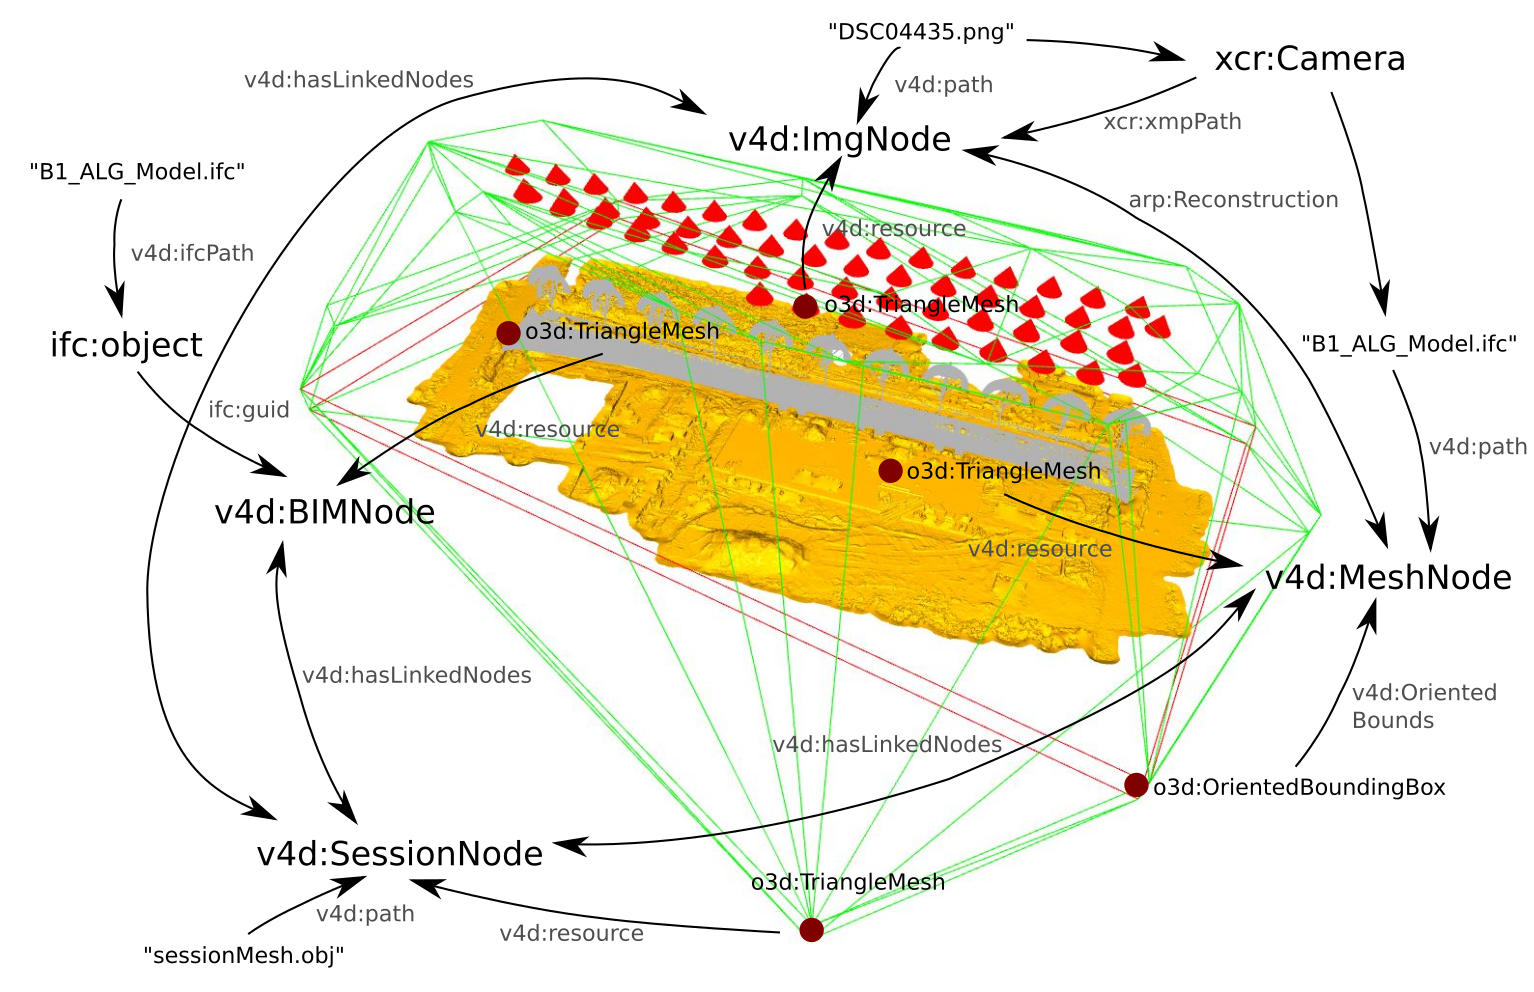 "DSC04435.png"
xcr:Camera
v4d:hasLinkedNodes
v4d:path
xcr:xmpPath
v4d:ImgNode
"B1_ALG_Model.ifc"
arp:Reconstruction
v4d:resource
v4d:ifcPath
o3d:TriangleMesh
o3d:TriangleMesh
ifc:object
"B1_ALG_Model.ifc"
ifc:guid
v4d:resource
v4d:path
o3d:TriangleMesh
v4d:BIMNode
v4d:resource
v4d:MeshNode
v4d:hasLinkedNodes
v4d:Oriented
Bounds
v4d:hasLinkedNodes
o3d:OrientedBoundingBox
v4d:SessionNode
o3d:TriangleMesh
v4d:path
v4d:resource
"sessionMesh.obj"